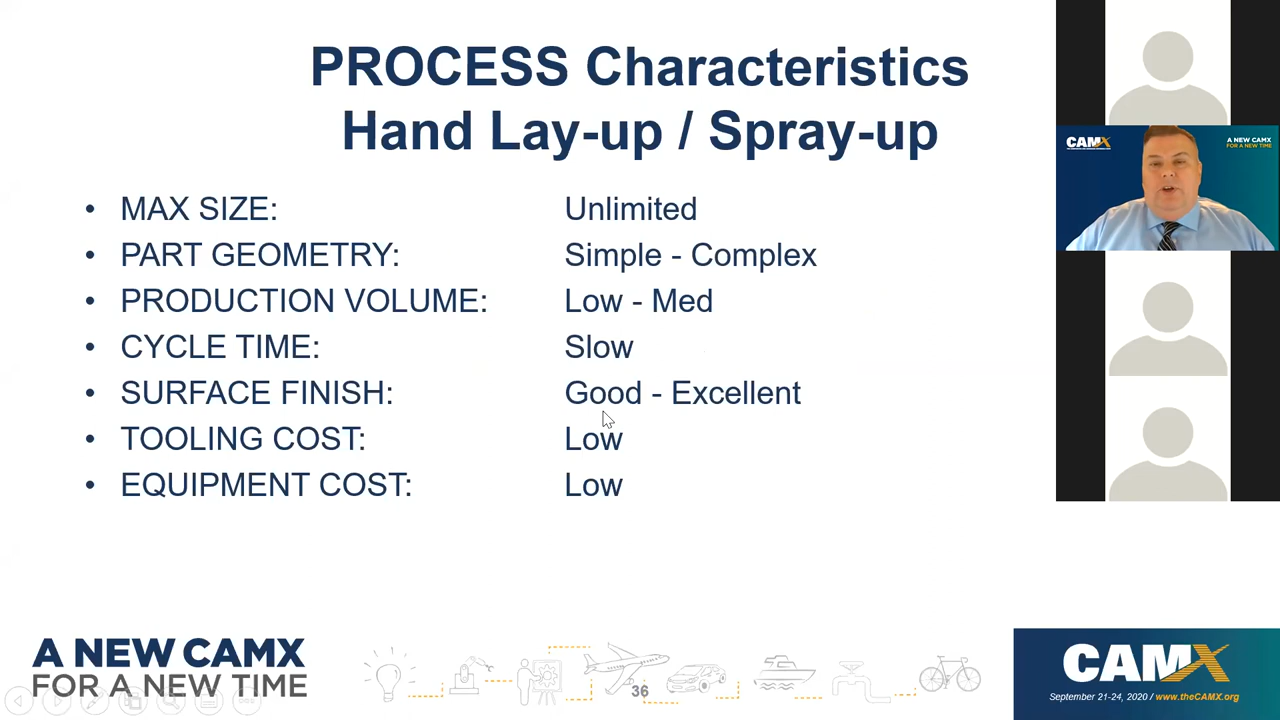 PROCESS Characteristics
Hand Lay-up / Spray-up
• MAX SIZE: Unlimited
• PART GEOMETRY: Simple - Complex
• PRODUCTION VOLUME: Low - Med
• CYCLE TIME: Slow
• SURFACE FINISH: Good - Excellent
• TOOLING COST: Low
• EQUIPMENT COST: Low
CAMX
A NEW CAMX
FOR A NEW TIME
A NEW CAMX
FOR A NEW TIME
36
CAMX
September 21-24, 2020 / www.theCAMX.org